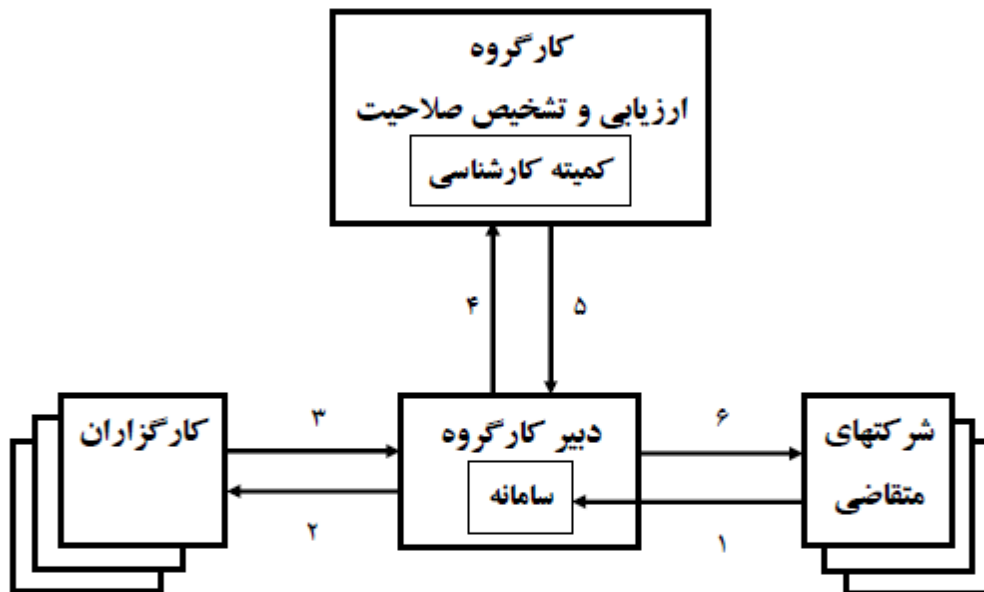 کارگروه
ارزیابی و تشخیص صلاحیت
کمیته کارشناسی
۴
۵
شرکتهای
متقاضی
۶
۱
دبیر کارگروه
سامانه
۳
۲
کارگزاران